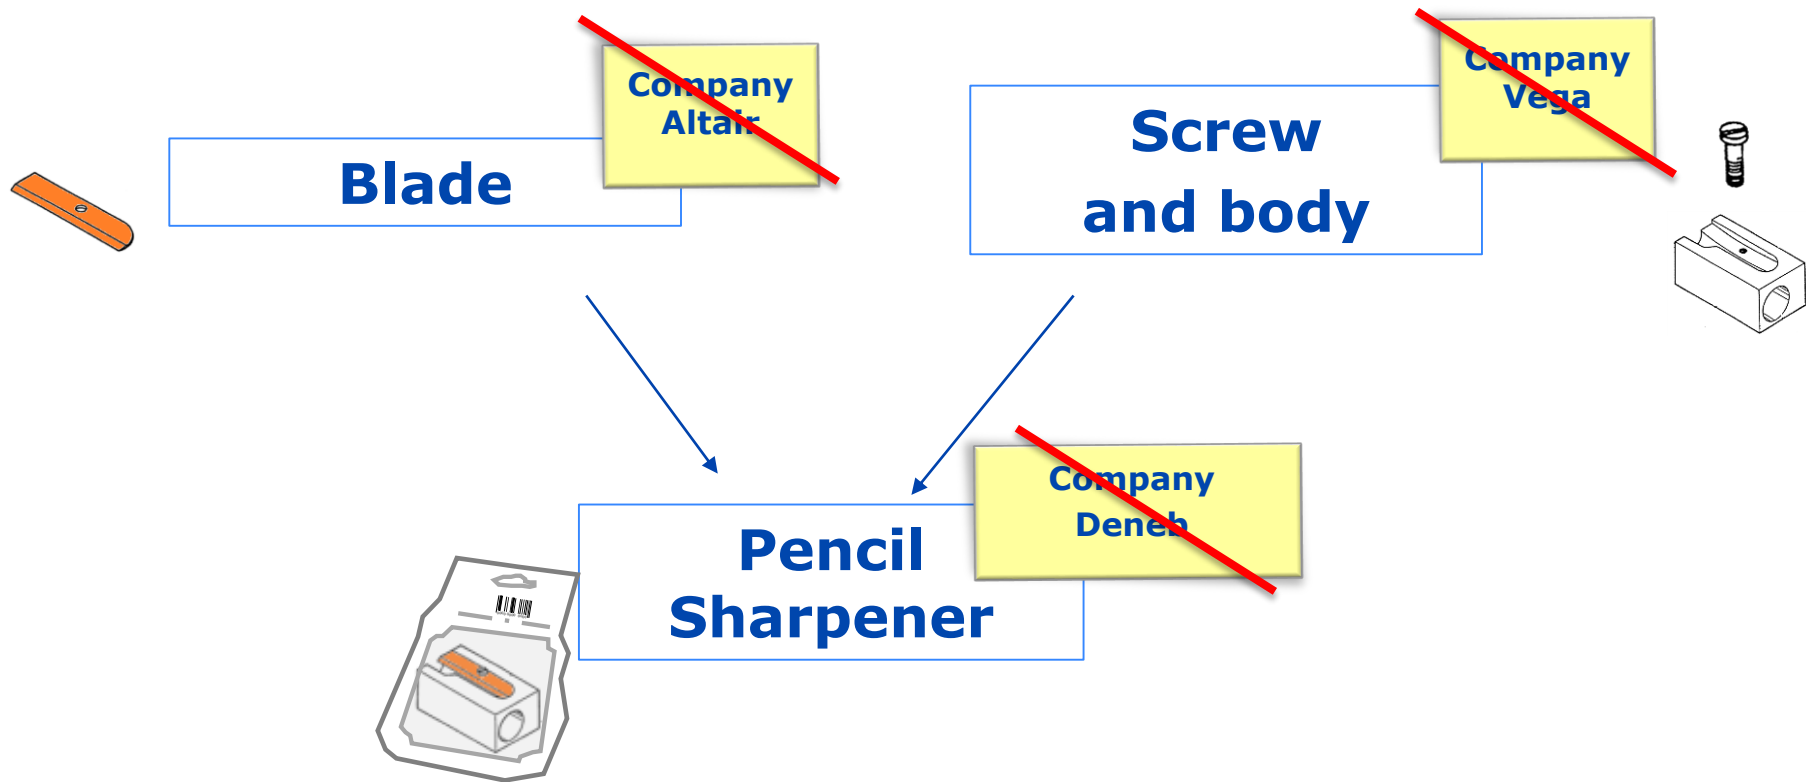 Company
Altair
Blade
Company
Vega
Screw
and body
Company
Deneb
Pencil
Sharpener